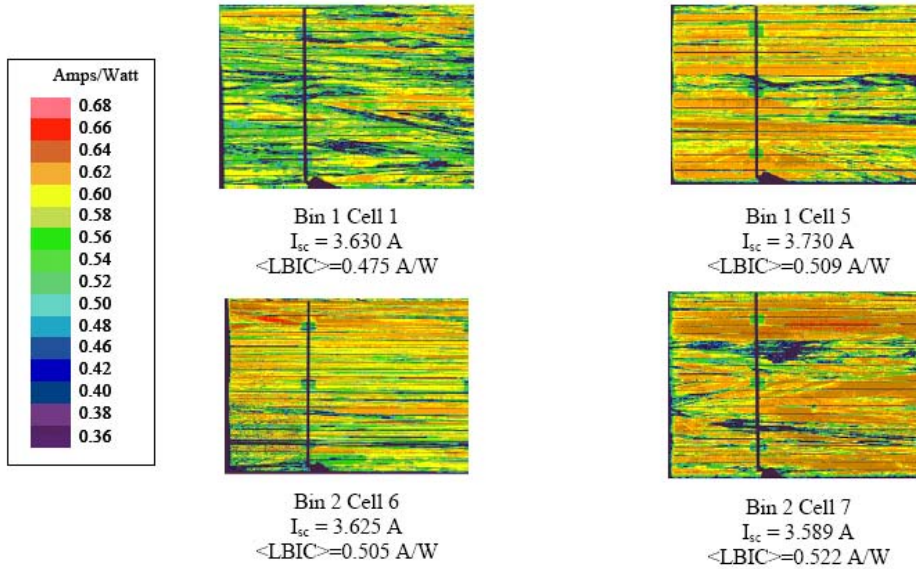 Amps/Watt
0.68
0.66
0.64
0.62
0.60
0.58
0.56
0.54
0.52
0.50
0.48
0.46
0.42
0.40
0.38
0.36
Bin 1 Cell 1
Isc = 3.630 A
<LBIC>=0.475 A/W
Bin 1 Cell 5
Isc = 3.730 A
<LBIC>=0.509 A/W
Bin 2 Cell 6
Isc = 3.625 A
<LBIC>=0.505 A/W
Bin 2 Cell 7
Isc = 3.589 A
<LBIC>=0.522 A/W